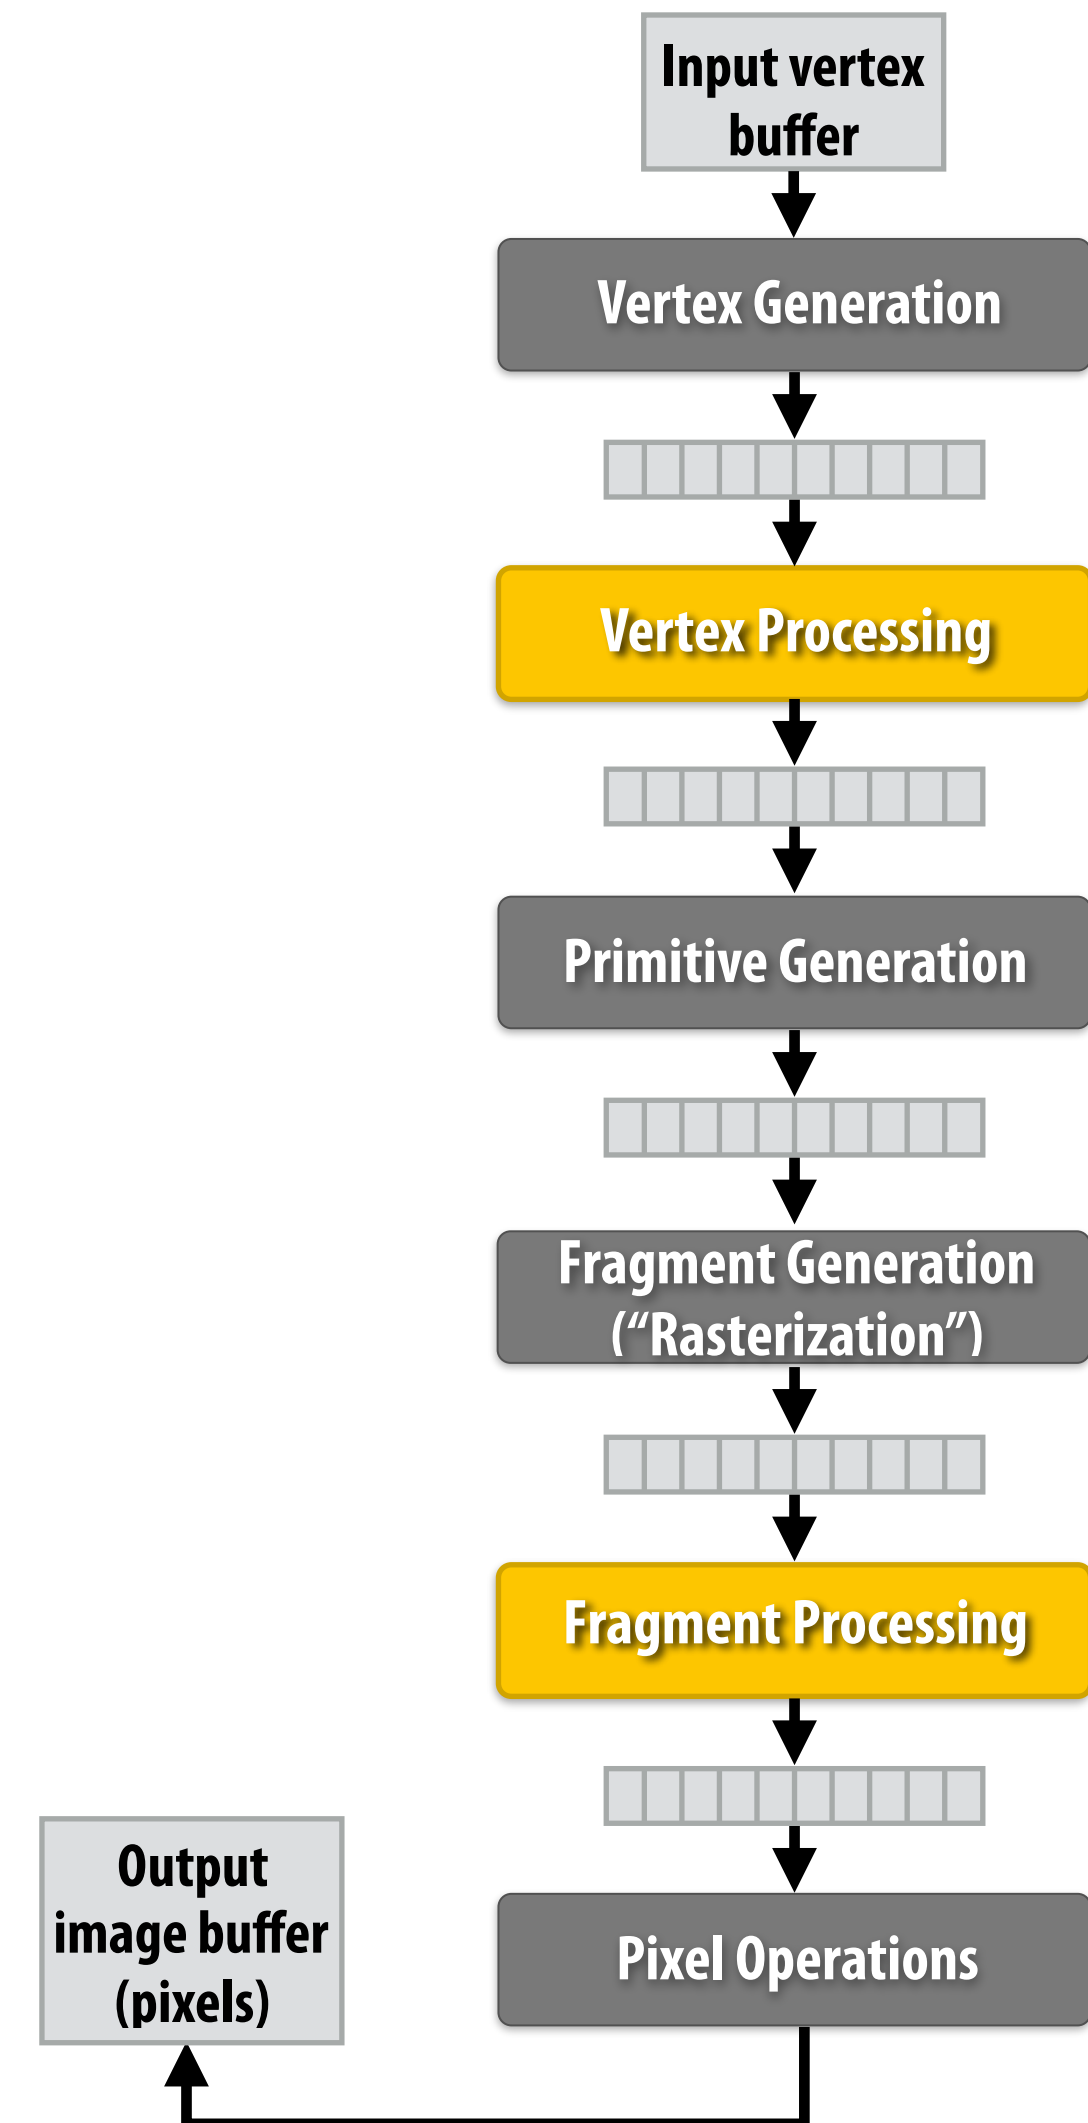 Input vertex
buffer
Vertex Generation
Vertex Processing
Primitive Generation
Fragment Generation
(“Rasterization”)
Fragment Processing
Output
image buffer
(pixels)
Pixel Operations